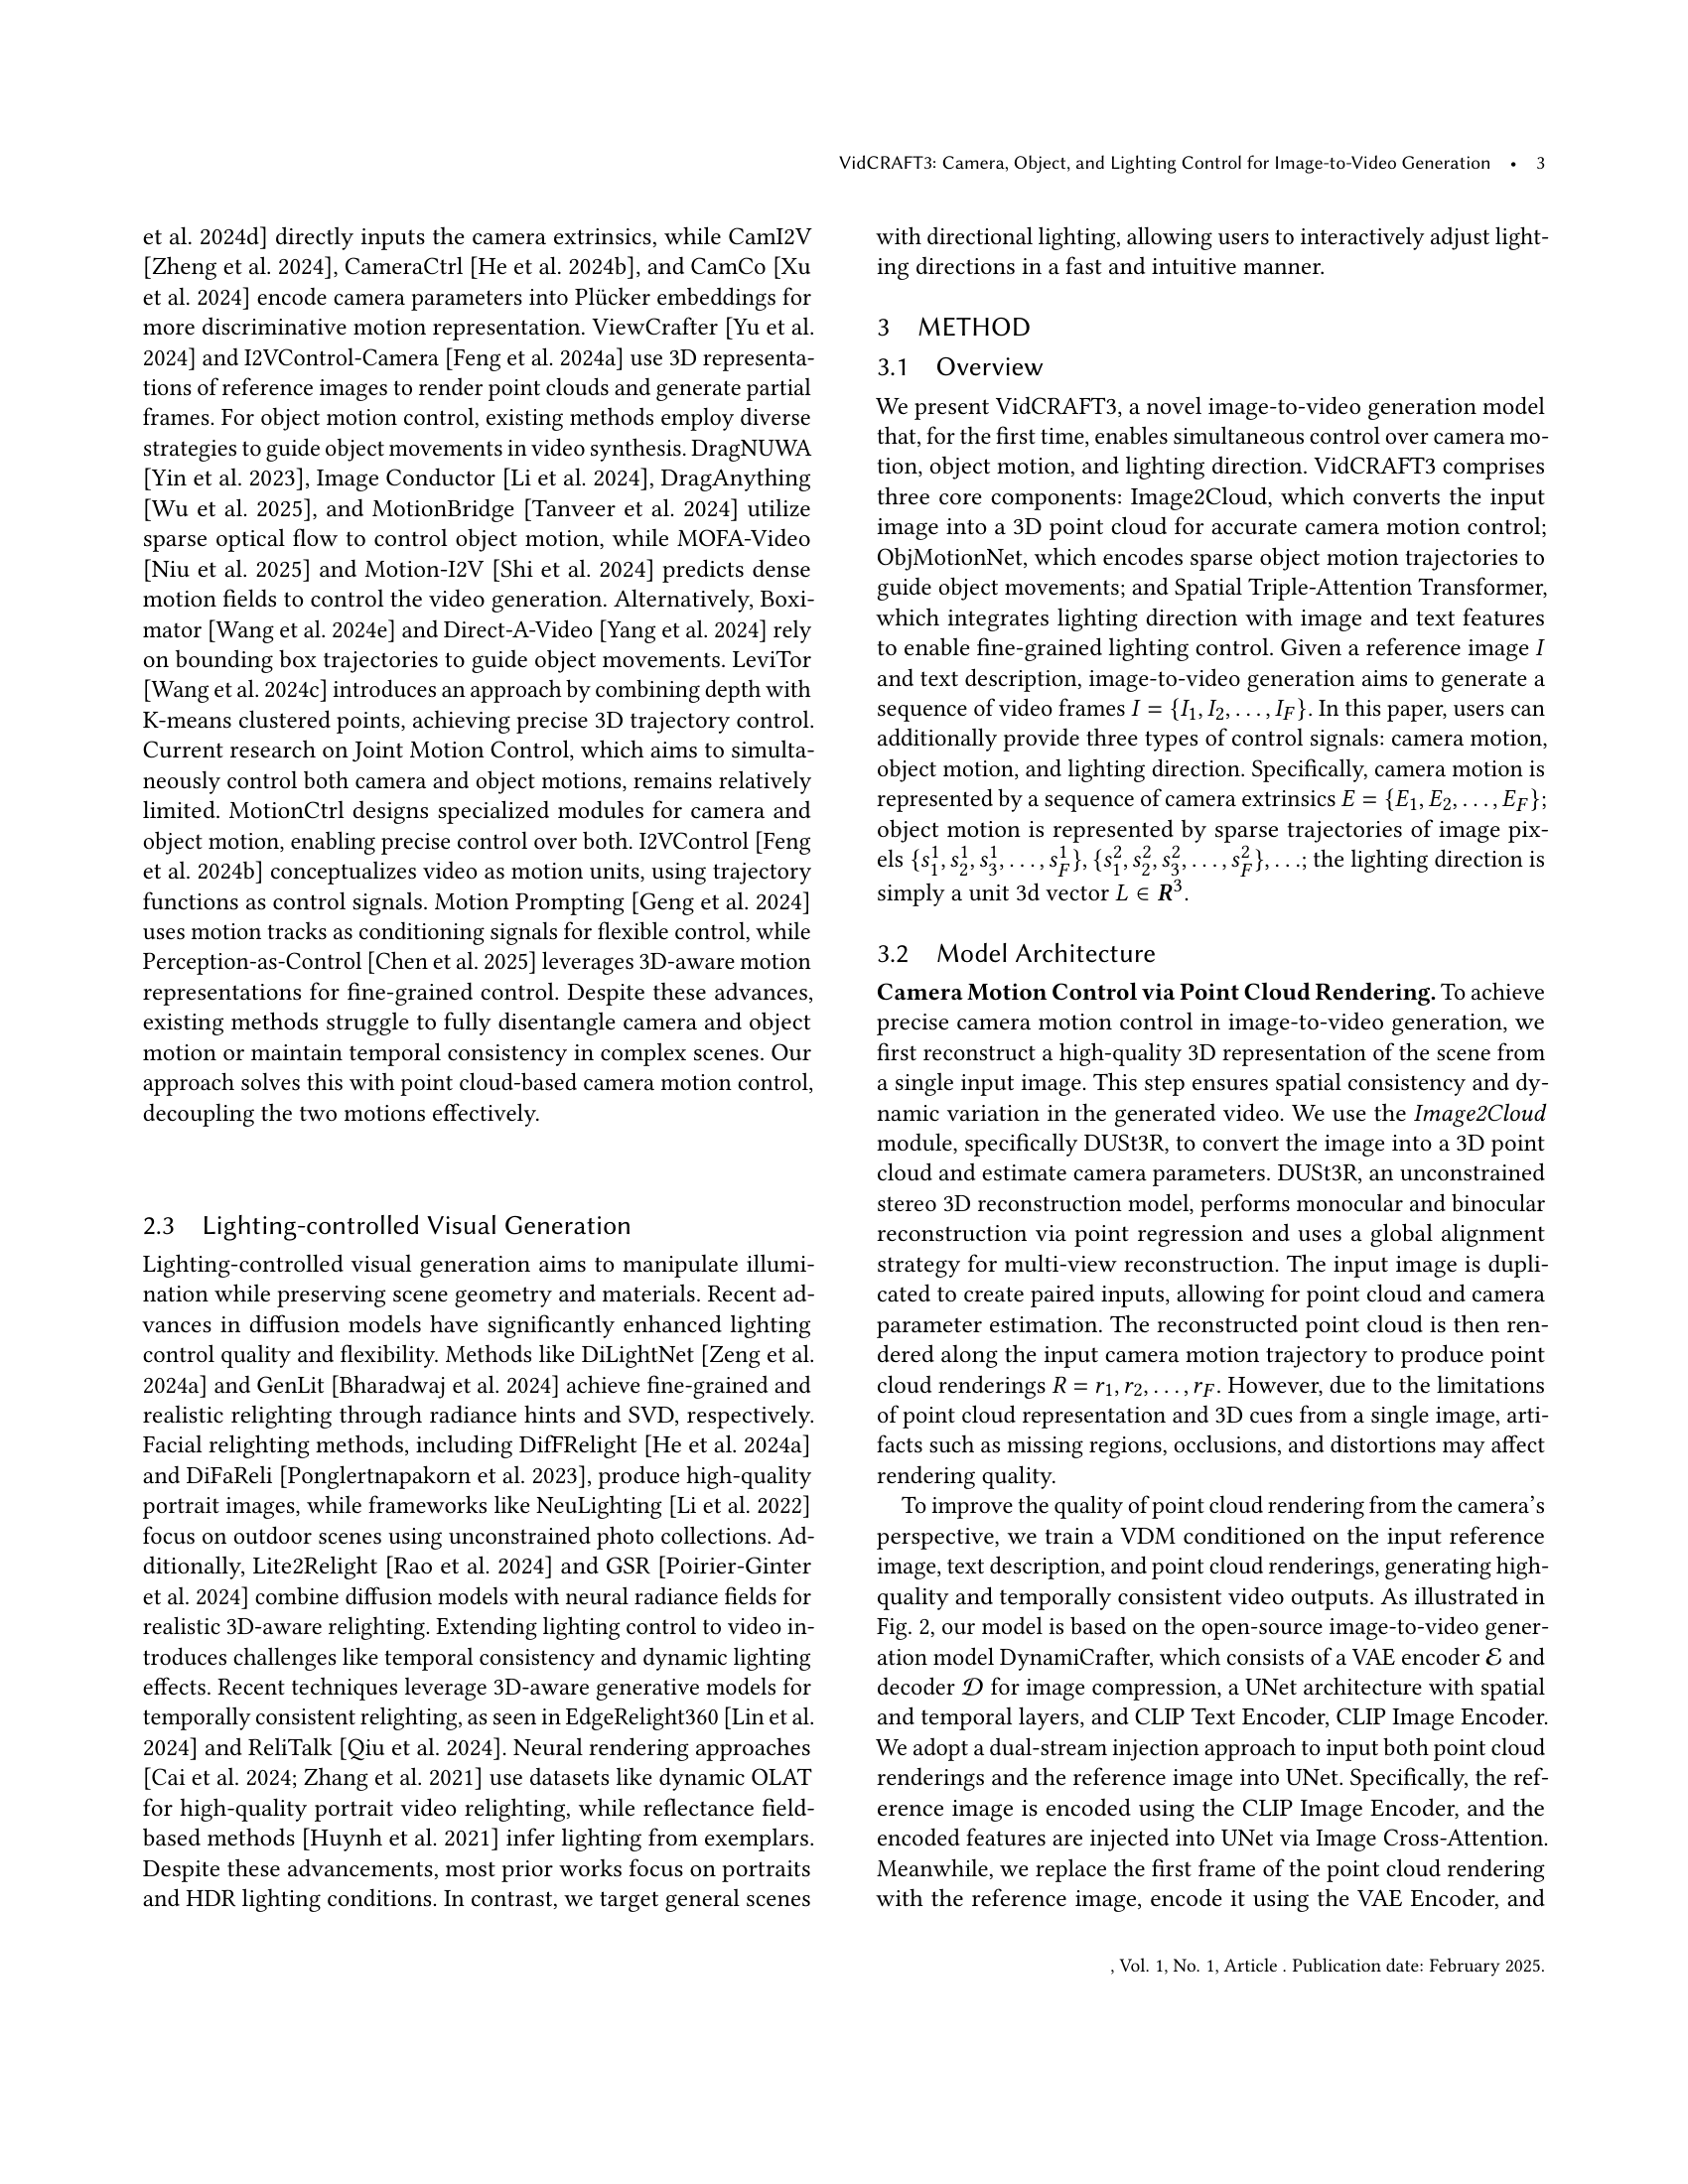 VidCRAFT3: Camera, Object, and Lighting Control for Image-to-Video Generation • 3
et al. 2024d] directly inputs the camera extrinsics, while CamI2V
[Zheng et al. 2024], CameraCtrl [He et al. 2024b], and CamCo [Xu
et al. 2024] encode camera parameters into Plücker embeddings for
more discriminative motion representation. ViewCrafter [Yu et al.
2024] and I2VControl-Camera [Feng et al. 2024a] use 3D representa-
tions of reference images to render point clouds and generate partial
frames. For object motion control, existing methods employ diverse
strategies to guide object movements in video synthesis. DragNUWA
[Yin et al. 2023], Image Conductor [Li et al. 2024], DragAnything
[Wu et al. 2025], and MotionBridge [Tanveer et al. 2024] utilize
sparse optical flow to control object motion, while MOFA-Video
[Niu et al. 2025] and Motion-I2V [Shi et al. 2024] predicts dense
motion fields to control the video generation. Alternatively, Boxi-
mator [Wang et al. 2024e] and Direct-A-Video [Yang et al. 2024] rely
on bounding box trajectories to guide object movements. LeviTor
[Wang et al. 2024c] introduces an approach by combining depth with
K-means clustered points, achieving precise 3D trajectory control.
Current research on Joint Motion Control, which aims to simulta-
neously control both camera and object motions, remains relatively
limited. MotionCtrl designs specialized modules for camera and
object motion, enabling precise control over both. I2VControl [Feng
et al. 2024b] conceptualizes video as motion units, using trajectory
functions as control signals. Motion Prompting [Geng et al. 2024]
uses motion tracks as conditioning signals for flexible control, while
Perception-as-Control [Chen et al. 2025] leverages 3D-aware motion
representations for fine-grained control. Despite these advances,
existing methods struggle to fully disentangle camera and object
motion or maintain temporal consistency in complex scenes. Our
approach solves this with point cloud-based camera motion control,
decoupling the two motions effectively.
2.3 Lighting-controlled Visual Generation
Lighting-controlled visual generation aims to manipulate illumi-
nation while preserving scene geometry and materials. Recent ad-
vances in diffusion models have significantly enhanced lighting
control quality and flexibility. Methods like DiLightNet [Zeng et al.
2024a] and GenLit [Bharadwaj et al. 2024] achieve fine-grained and
realistic relighting through radiance hints and SVD, respectively.
Facial relighting methods, including DifFRelight [He et al. 2024a]
and DiFaReli [Ponglertnapakorn et al. 2023], produce high-quality
portrait images, while frameworks like NeuLighting [Li et al. 2022]
focus on outdoor scenes using unconstrained photo collections. Ad-
ditionally, Lite2Relight [Rao et al. 2024] and GSR [Poirier-Ginter
et al. 2024] combine diffusion models with neural radiance fields for
realistic 3D-aware relighting. Extending lighting control to video in-
troduces challenges like temporal consistency and dynamic lighting
effects. Recent techniques leverage 3D-aware generative models for
temporally consistent relighting, as seen in EdgeRelight360 [Lin et al.
2024] and ReliTalk [Qiu et al. 2024]. Neural rendering approaches
[Cai et al. 2024; Zhang et al. 2021] use datasets like dynamic OLAT
for high-quality portrait video relighting, while reflectance field-
based methods [Huynh et al. 2021] infer lighting from exemplars.
Despite these advancements, most prior works focus on portraits
and HDR lighting conditions. In contrast, we target general scenes
with directional lighting, allowing users to interactively adjust light-
ing directions in a fast and intuitive manner.
3 METHOD
3.1 Overview
We present VidCRAFT3, a novel image-to-video generation model
that, for the first time, enables simultaneous control over camera mo-
tion, object motion, and lighting direction. VidCRAFT3 comprises
three core components: Image2Cloud, which converts the input
image into a 3D point cloud for accurate camera motion control;
ObjMotionNet, which encodes sparse object motion trajectories to
guide object movements; and Spatial Triple-Attention Transformer,
which integrates lighting direction with image and text features
to enable fine-grained lighting control. Given a reference image I
and text description, image-to-video generation aims to generate a
sequence of video frames I = {I₁, I₂, . . . , I_F}. In this paper, users can
additionally provide three types of control signals: camera motion,
object motion, and lighting direction. Specifically, camera motion is
represented by a sequence of camera extrinsics E = {E₁, E₂, . . . , E_F};
object motion is represented by sparse trajectories of image pix-
els {s₁¹, s₂¹, s₃¹, . . . , s_F¹}, {s₁², s₂², s₃², . . . , s_F²}, . . .; the lighting direction is
simply a unit 3d vector L ∈ R³.
3.2 Model Architecture
Camera Motion Control via Point Cloud Rendering. To achieve
precise camera motion control in image-to-video generation, we
first reconstruct a high-quality 3D representation of the scene from
a single input image. This step ensures spatial consistency and dy-
namic variation in the generated video. We use the Image2Cloud
module, specifically DUSt3R, to convert the image into a 3D point
cloud and estimate camera parameters. DUSt3R, an unconstrained
stereo 3D reconstruction model, performs monocular and binocular
reconstruction via point regression and uses a global alignment
strategy for multi-view reconstruction. The input image is dupli-
cated to create paired inputs, allowing for point cloud and camera
parameter estimation. The reconstructed point cloud is then ren-
dered along the input camera motion trajectory to produce point
cloud renderings R = r₁, r₂, . . . , r_F. However, due to the limitations
of point cloud representation and 3D cues from a single image, arti-
facts such as missing regions, occlusions, and distortions may affect
rendering quality.
To improve the quality of point cloud rendering from the camera's
perspective, we train a VDM conditioned on the input reference
image, text description, and point cloud renderings, generating high-
quality and temporally consistent video outputs. As illustrated in
Fig. 2, our model is based on the open-source image-to-video gener-
ation model DynamiCrafter, which consists of a VAE encoder ℰ and
decoder 𝒟 for image compression, a UNet architecture with spatial
and temporal layers, and CLIP Text Encoder, CLIP Image Encoder.
We adopt a dual-stream injection approach to input both point cloud
renderings and the reference image into UNet. Specifically, the ref-
erence image is encoded using the CLIP Image Encoder, and the
encoded features are injected into UNet via Image Cross-Attention.
Meanwhile, we replace the first frame of the point cloud rendering
with the reference image, encode it using the VAE Encoder, and
, Vol. 1, No. 1, Article . Publication date: February 2025.